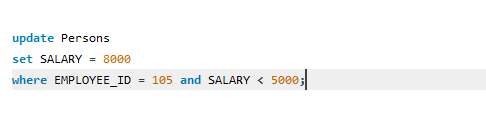 update Persons
set SALARY = 8000
where EMPLOYEE_ID = 105 and SALARY < 5000;